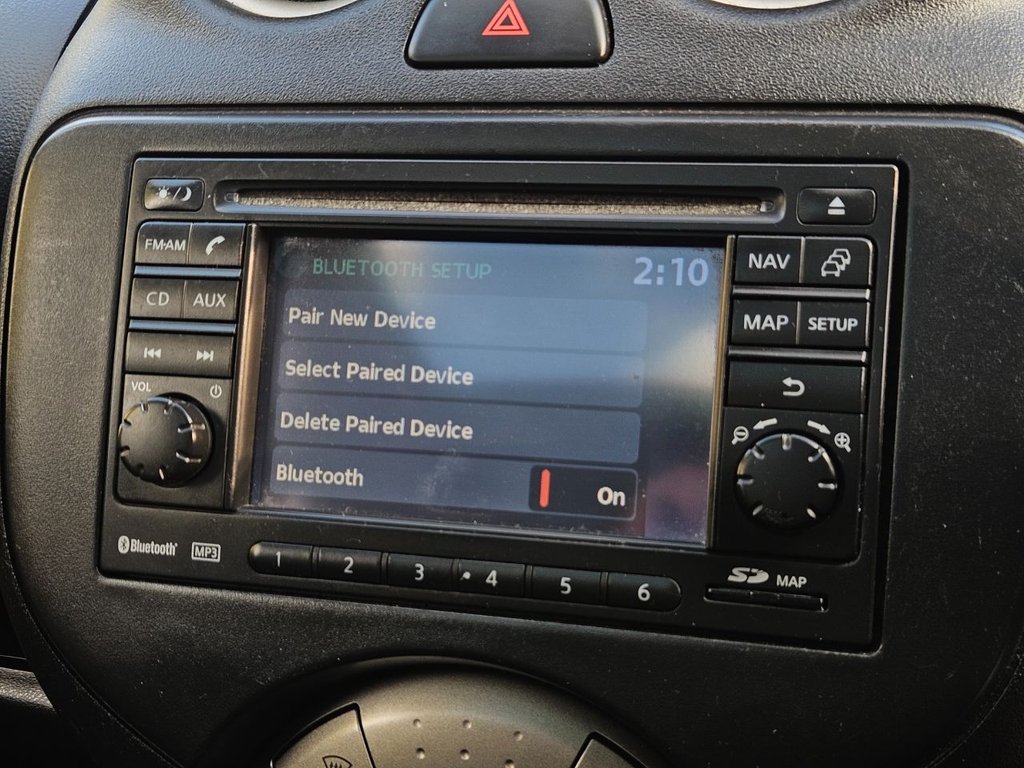 FM·AM
CD
AUX
VOL
BLUETOOTH SETUP
2:10
Pair New Device
Select Paired Device
Delete Paired Device
Bluetooth
On
NAV
MAP
SETUP
Bluetooth
MP3
1 2 3 4 5 6
SD MAP